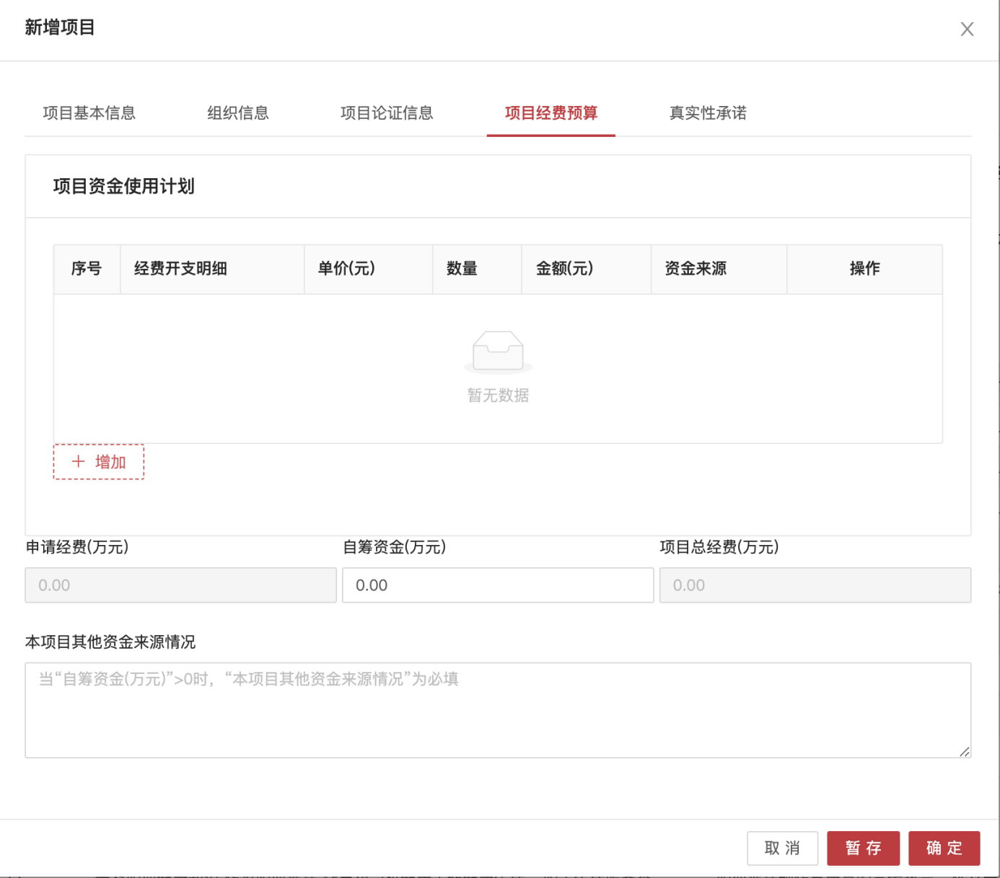 新增项目
项目基本信息 组织信息 项目论证信息 项目经费预算 真实性承诺
项目资金使用计划
序号 经费开支明细 单价(元) 数量 金额(元) 资金来源 操作
暂无数据
+ 增加
申请经费(万元) 自筹资金(万元) 项目总经费(万元)
0.00 0.00 0.00
本项目其他资金来源情况
当“自筹资金(万元)”>0时，“本项目其他资金来源情况”为必填
取 消 暂 存 确 定